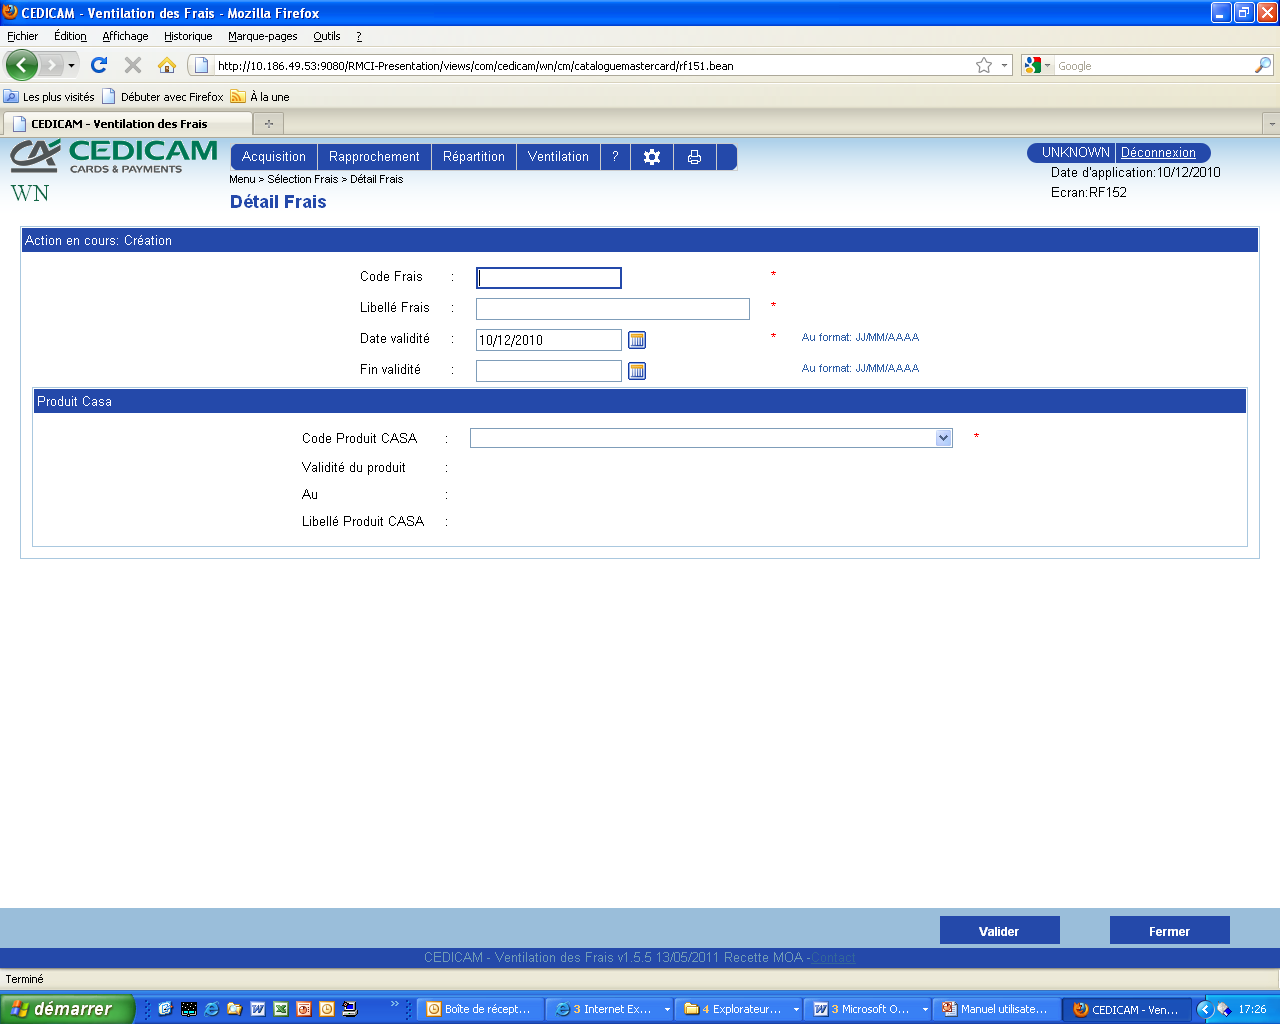 CEDICAM - Ventilation des Frais - Mozilla Firefox
Fichier Édition Affichage Historique Marque-pages Outils ?
http://10.186.49.53:9080/RMCI-Presentation/views/com/cedicam/wn/cm/cataloguemastercard/rf151.bean
Google
Les plus visités Débuter avec Firefox À la une
CEDICAM - Ventilation des Frais
CEDICAM
CARDS & PAYMENTS
WN
Acquisition Rapprochement Répartition Ventilation ?
UNKNOWN Déconnexion
Menu > Sélection Frais > Détail Frais
Date d'application:10/12/2010
Ecran:RF152
Détail Frais
Action en cours: Création
Code Frais : *
Libellé Frais : *
Date validité : 10/12/2010 * Au format: JJ/MM/AAAA
Fin validité : Au format: JJ/MM/AAAA
Produit Casa
Code Produit CASA : *
Validité du produit :
Au :
Libellé Produit CASA :
Valider Fermer
CEDICAM - Ventilation des Frais v1.5.5 13/05/2011 Recette MOA -Contact
Terminé
démarrer
Boîte de récept...
3 Internet Ex...
4 Explorateur...
3 Microsoft O...
Manuel utilisate...
CEDICAM - Ven...
17:26